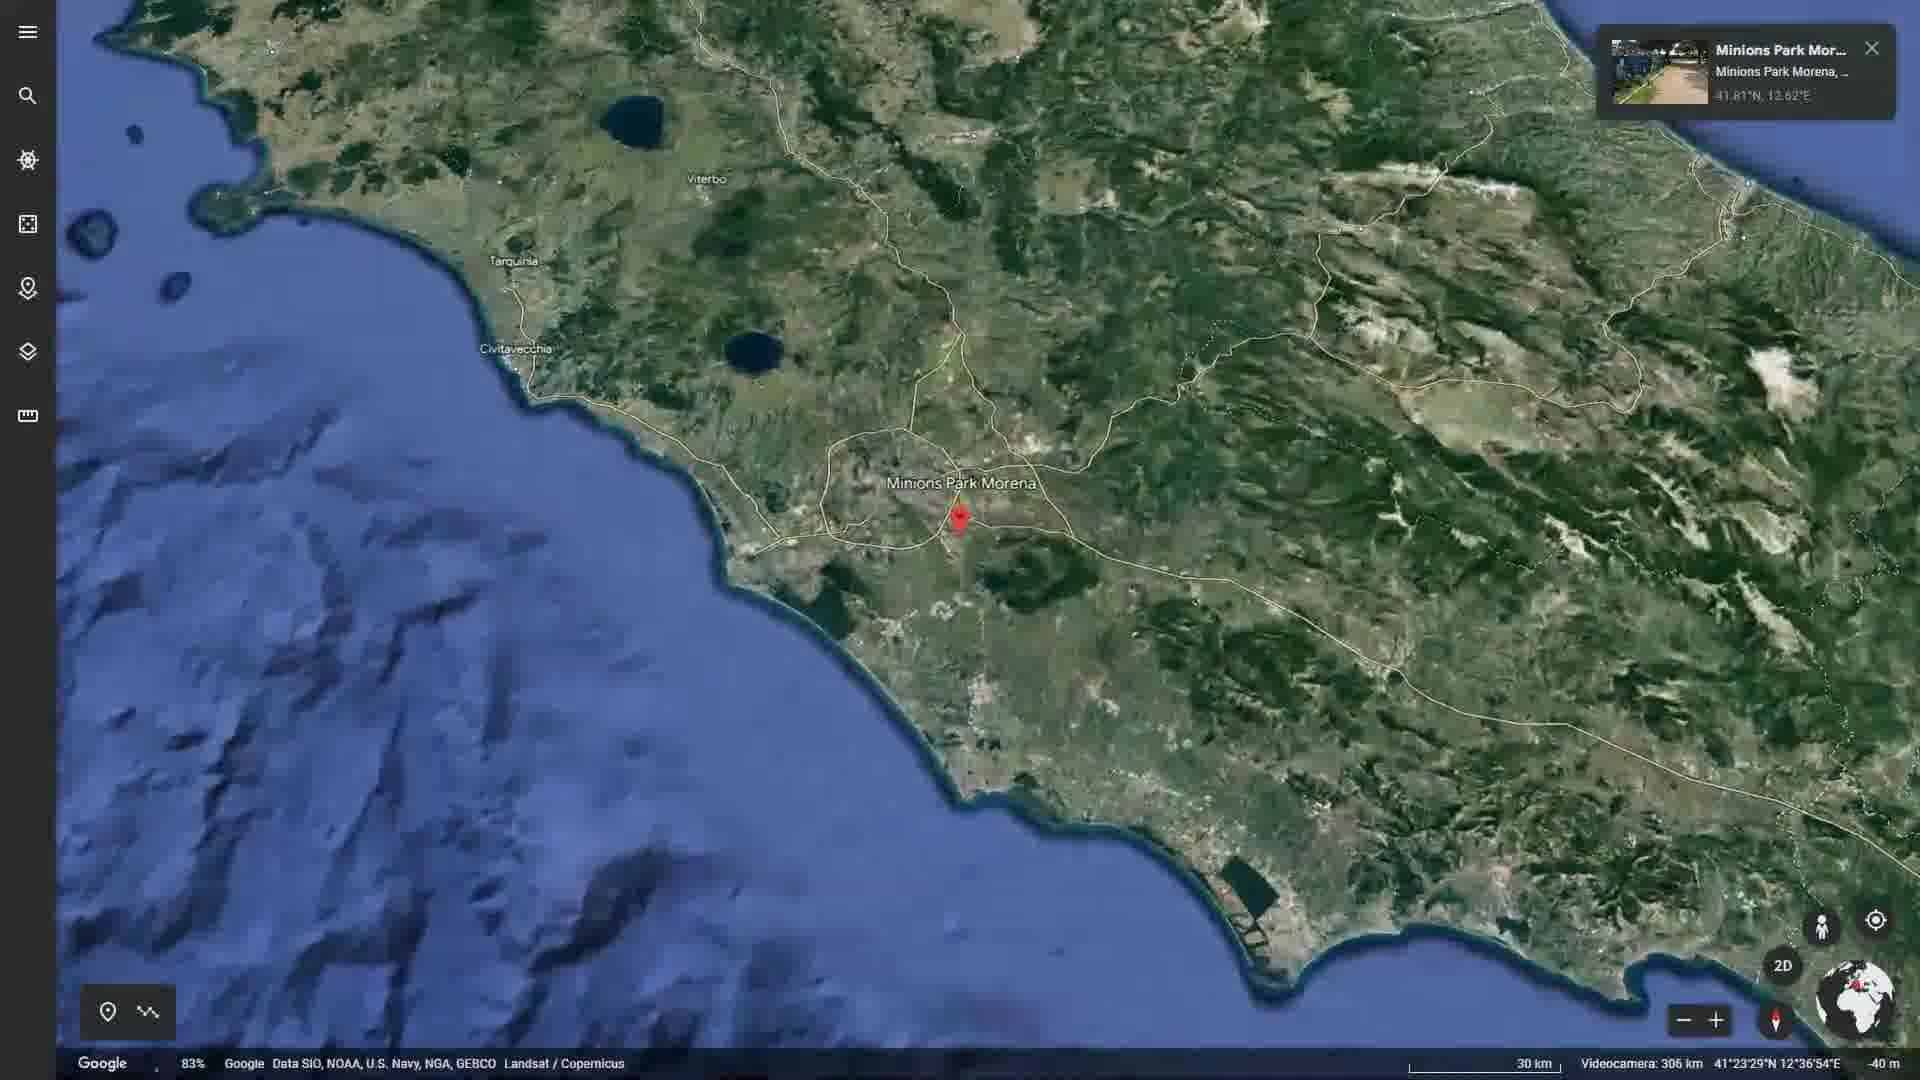 Minions Park Mor...
Minions Park Morena, ...
41.81°N, 12.62°E
Viterbo
Tarquinia
Civitavecchia
Minions Park Morena
2D
Google 83% Google Data SIO, NOAA, U.S. Navy, NGA, GEBCO Landsat / Copernicus 30 km Videocamera: 306 km 41°23'29"N 12°36'54"E -40 m